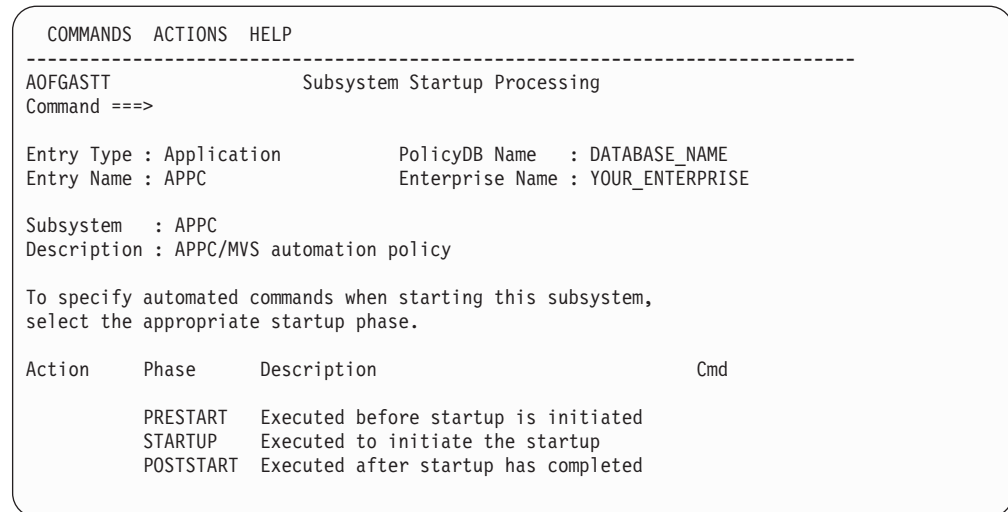 COMMANDS ACTIONS HELP
-------------------------------------------------------------------------------
AOFGASTT Subsystem Startup Processing
Command ===>
Entry Type : Application PolicyDB Name : DATABASE_NAME
Entry Name : APPC Enterprise Name : YOUR_ENTERPRISE
Subsystem : APPC
Description : APPC/MVS automation policy
To specify automated commands when starting this subsystem,
select the appropriate startup phase.
Action Phase Description Cmd
PRESTART Executed before startup is initiated
STARTUP Executed to initiate the startup
POSTSTART Executed after startup has completed